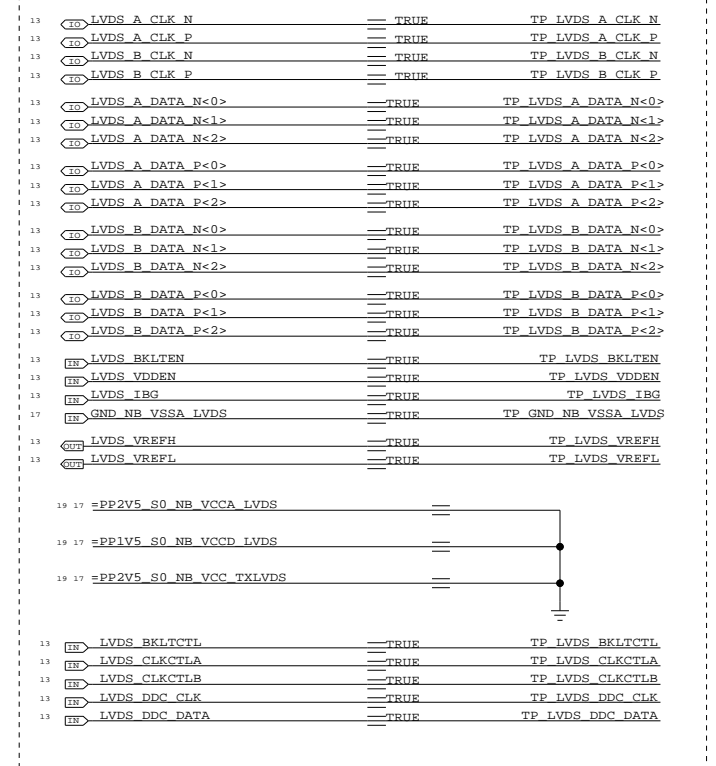 13 IO LVDS_A_CLK_N TRUE TP_LVDS_A_CLK_N
13 IO LVDS_A_CLK_P TRUE TP_LVDS_A_CLK_P
13 IO LVDS_B_CLK_N TRUE TP_LVDS_B_CLK_N
13 IO LVDS_B_CLK_P TRUE TP_LVDS_B_CLK_P
13 IO LVDS_A_DATA_N<0> TRUE TP_LVDS_A_DATA_N<0>
13 IO LVDS_A_DATA_N<1> TRUE TP_LVDS_A_DATA_N<1>
13 IO LVDS_A_DATA_N<2> TRUE TP_LVDS_A_DATA_N<2>
13 IO LVDS_A_DATA_P<0> TRUE TP_LVDS_A_DATA_P<0>
13 IO LVDS_A_DATA_P<1> TRUE TP_LVDS_A_DATA_P<1>
13 IO LVDS_A_DATA_P<2> TRUE TP_LVDS_A_DATA_P<2>
13 IO LVDS_B_DATA_N<0> TRUE TP_LVDS_B_DATA_N<0>
13 IO LVDS_B_DATA_N<1> TRUE TP_LVDS_B_DATA_N<1>
13 IO LVDS_B_DATA_N<2> TRUE TP_LVDS_B_DATA_N<2>
13 IO LVDS_B_DATA_P<0> TRUE TP_LVDS_B_DATA_P<0>
13 IO LVDS_B_DATA_P<1> TRUE TP_LVDS_B_DATA_P<1>
13 IO LVDS_B_DATA_P<2> TRUE TP_LVDS_B_DATA_P<2>
13 IN LVDS_BKLTEN TRUE TP_LVDS_BKLTEN
13 IN LVDS_VDDEN TRUE TP_LVDS_VDDEN
13 IN LVDS_IBG TRUE TP_LVDS_IBG
17 IN GND_NB_VSSA_LVDS TRUE TP_GND_NB_VSSA_LVDS
13 OUT LVDS_VREFH TRUE TP_LVDS_VREFH
13 OUT LVDS_VREFL TRUE TP_LVDS_VREFL
19 17 =PP2V5_S0_NB_VCCA_LVDS
19 17 =PP1V5_S0_NB_VCCD_LVDS
19 17 =PP2V5_S0_NB_VCC_TXLVDS
13 IN LVDS_BKLTCTL TRUE TP_LVDS_BKLTCTL
13 IN LVDS_CLKCTLA TRUE TP_LVDS_CLKCTLA
13 IN LVDS_CLKCTLB TRUE TP_LVDS_CLKCTLB
13 IN LVDS_DDC_CLK TRUE TP_LVDS_DDC_CLK
13 IN LVDS_DDC_DATA TRUE TP_LVDS_DDC_DATA